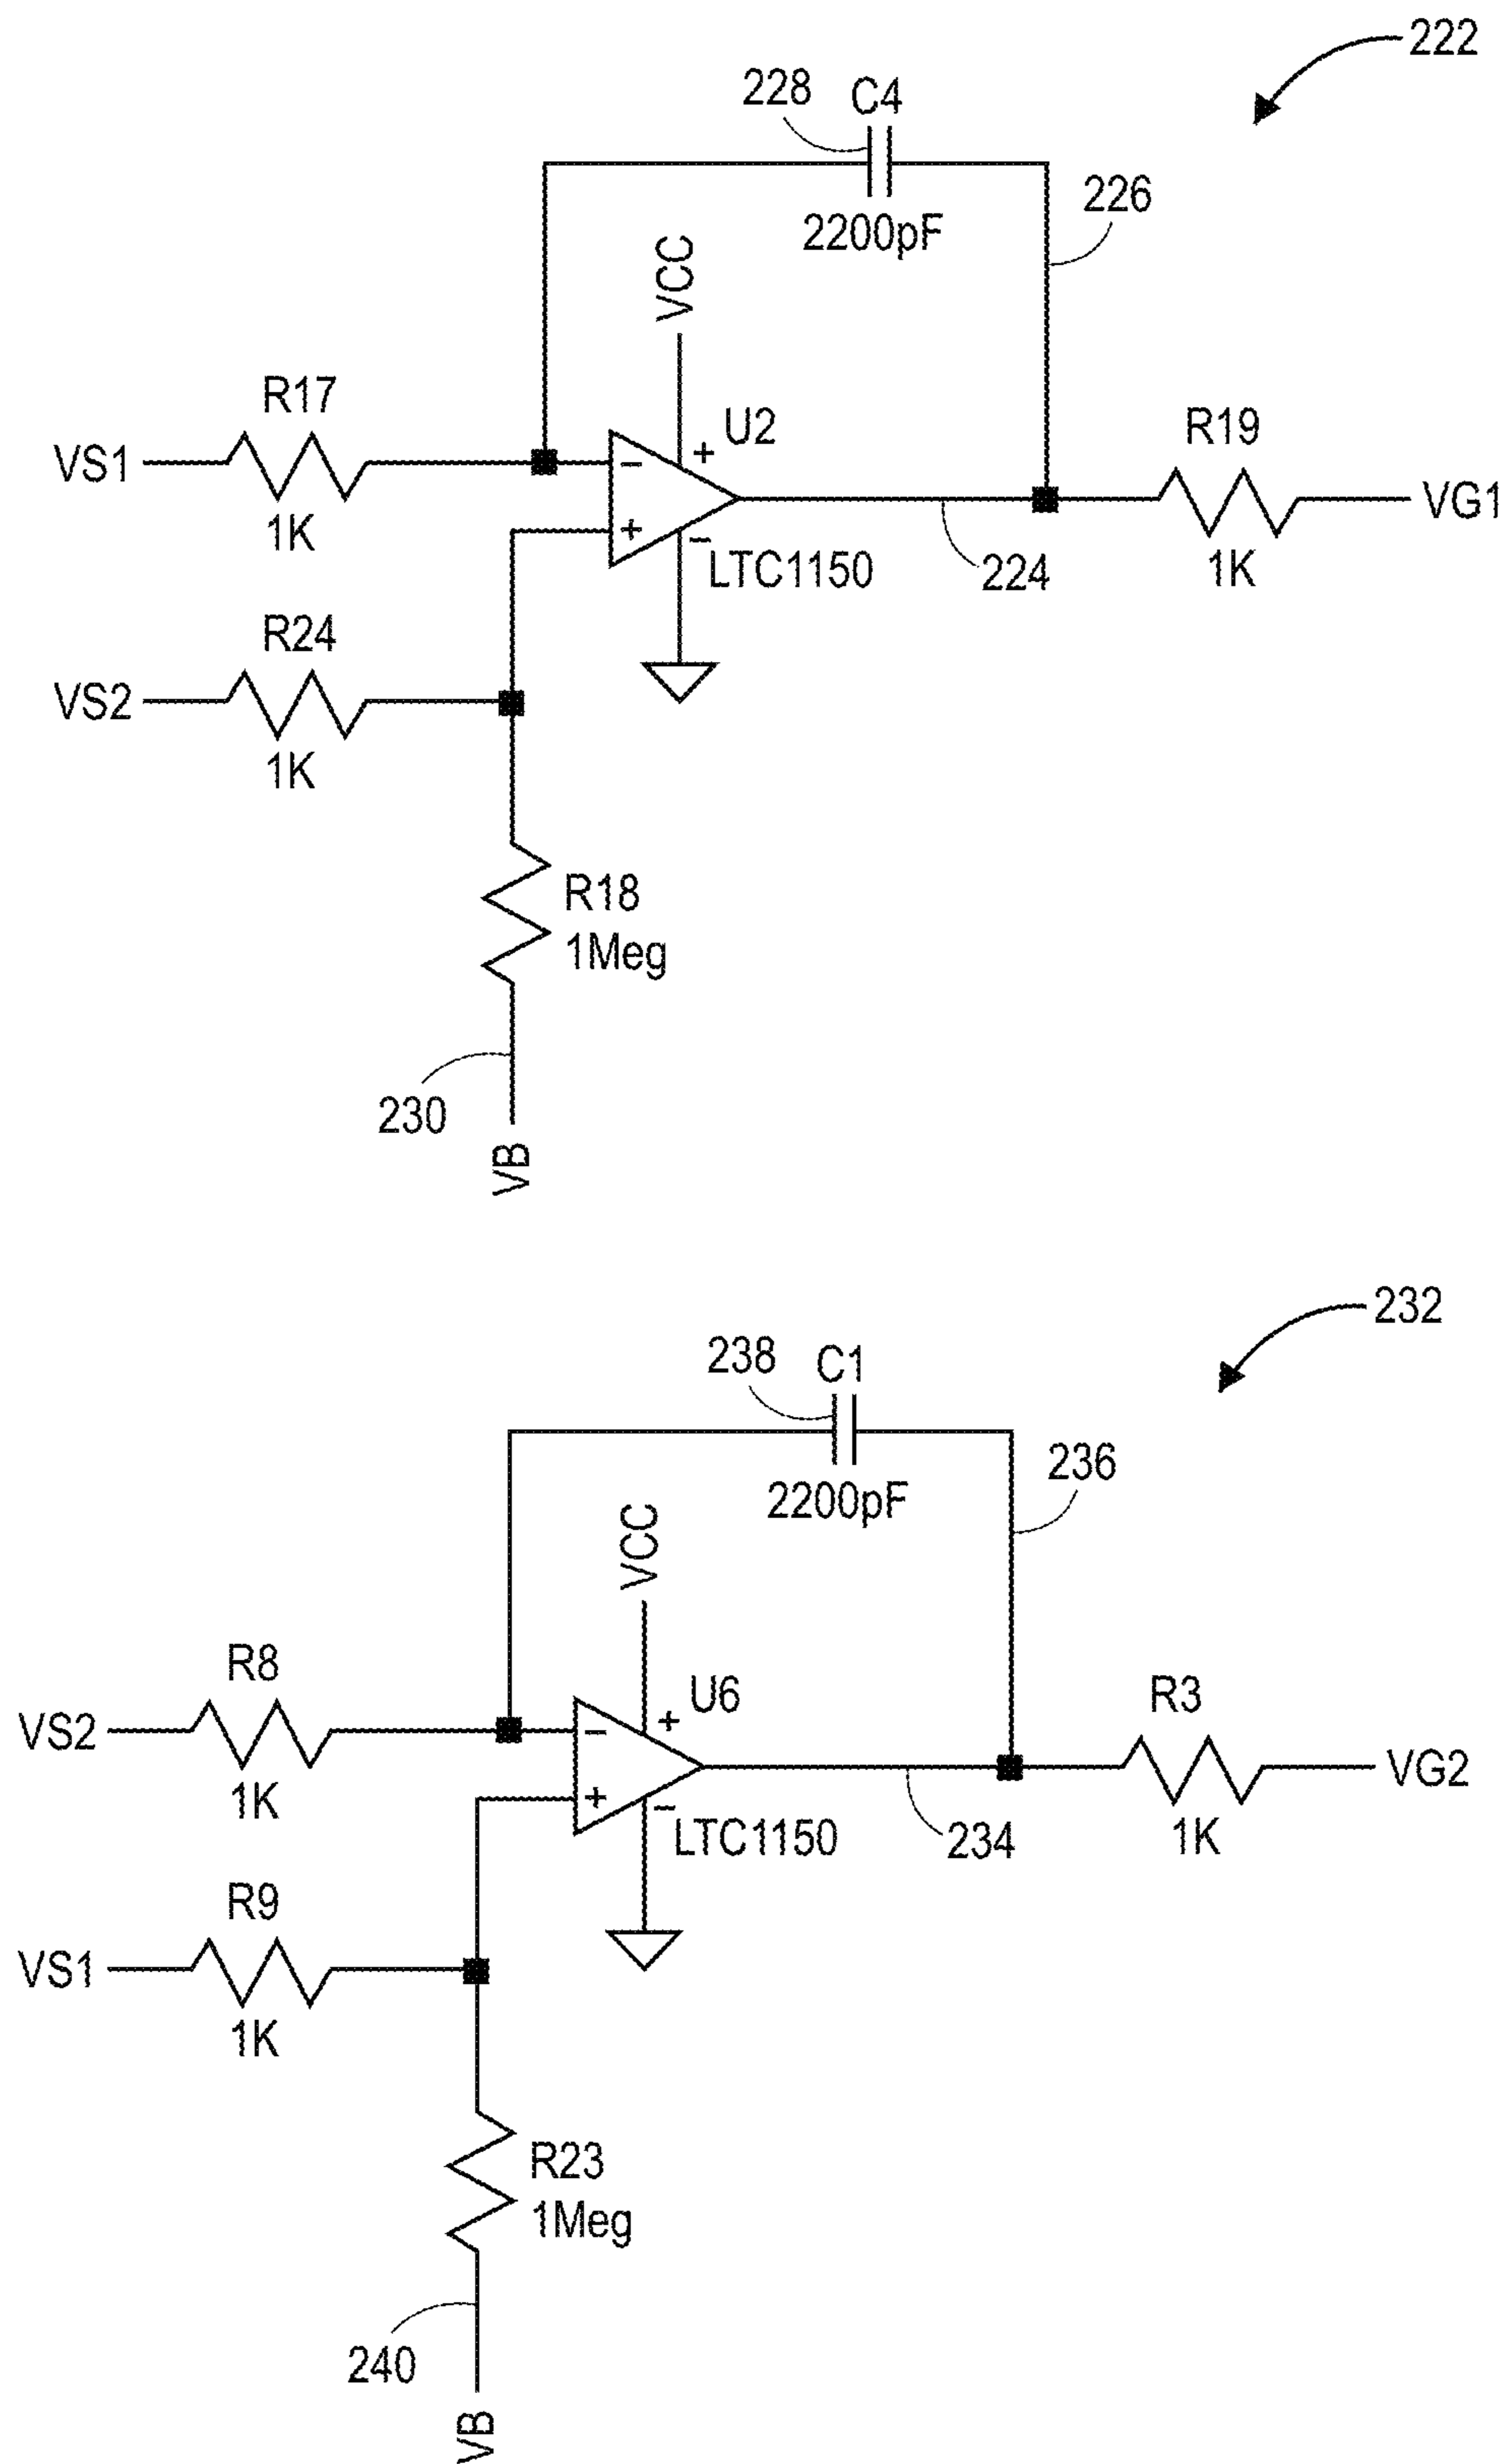 222
228 C4
226
2200pF
VCC
R17
U2
R19
VS1
−
+
VG1
1K
+
−
LTC1150
224
1K
R24
VS2
1K
R18
1Meg
230
VB
232
238 C1
236
2200pF
VCC
R8
U6
R3
VS2
−
+
VG2
1K
+
−
LTC1150
234
1K
R9
VS1
1K
R23
1Meg
240
VB